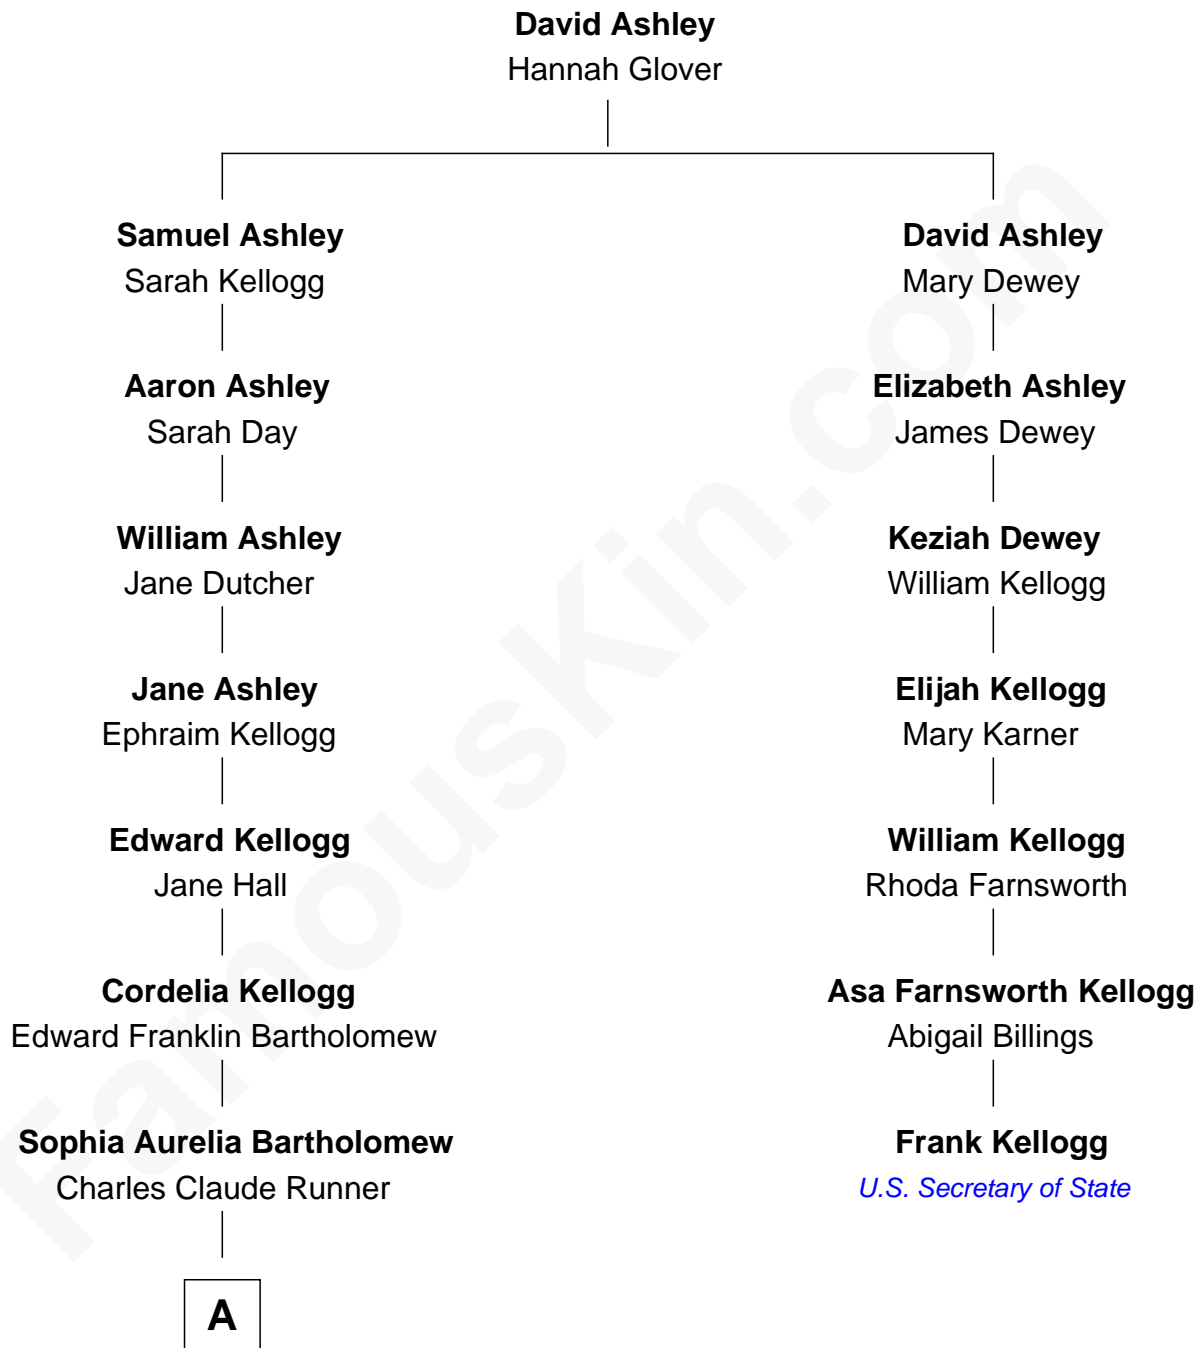 David Ashley
Hannah Glover
Samuel Ashley
Sarah Kellogg
Aaron Ashley
Sarah Day
William Ashley
Jane Dutcher
Jane Ashley
Ephraim Kellogg
Edward Kellogg
Jane Hall
Cordelia Kellogg
Edward Franklin Bartholomew
Sophia Aurelia Bartholomew
Charles Claude Runner
A
David Ashley
Mary Dewey
Elizabeth Ashley
James Dewey
Keziah Dewey
William Kellogg
Elijah Kellogg
Mary Karner
William Kellogg
Rhoda Farnsworth
Asa Farnsworth Kellogg
Abigail Billings
Frank Kellogg
U.S. Secretary of State
FamousKin.com